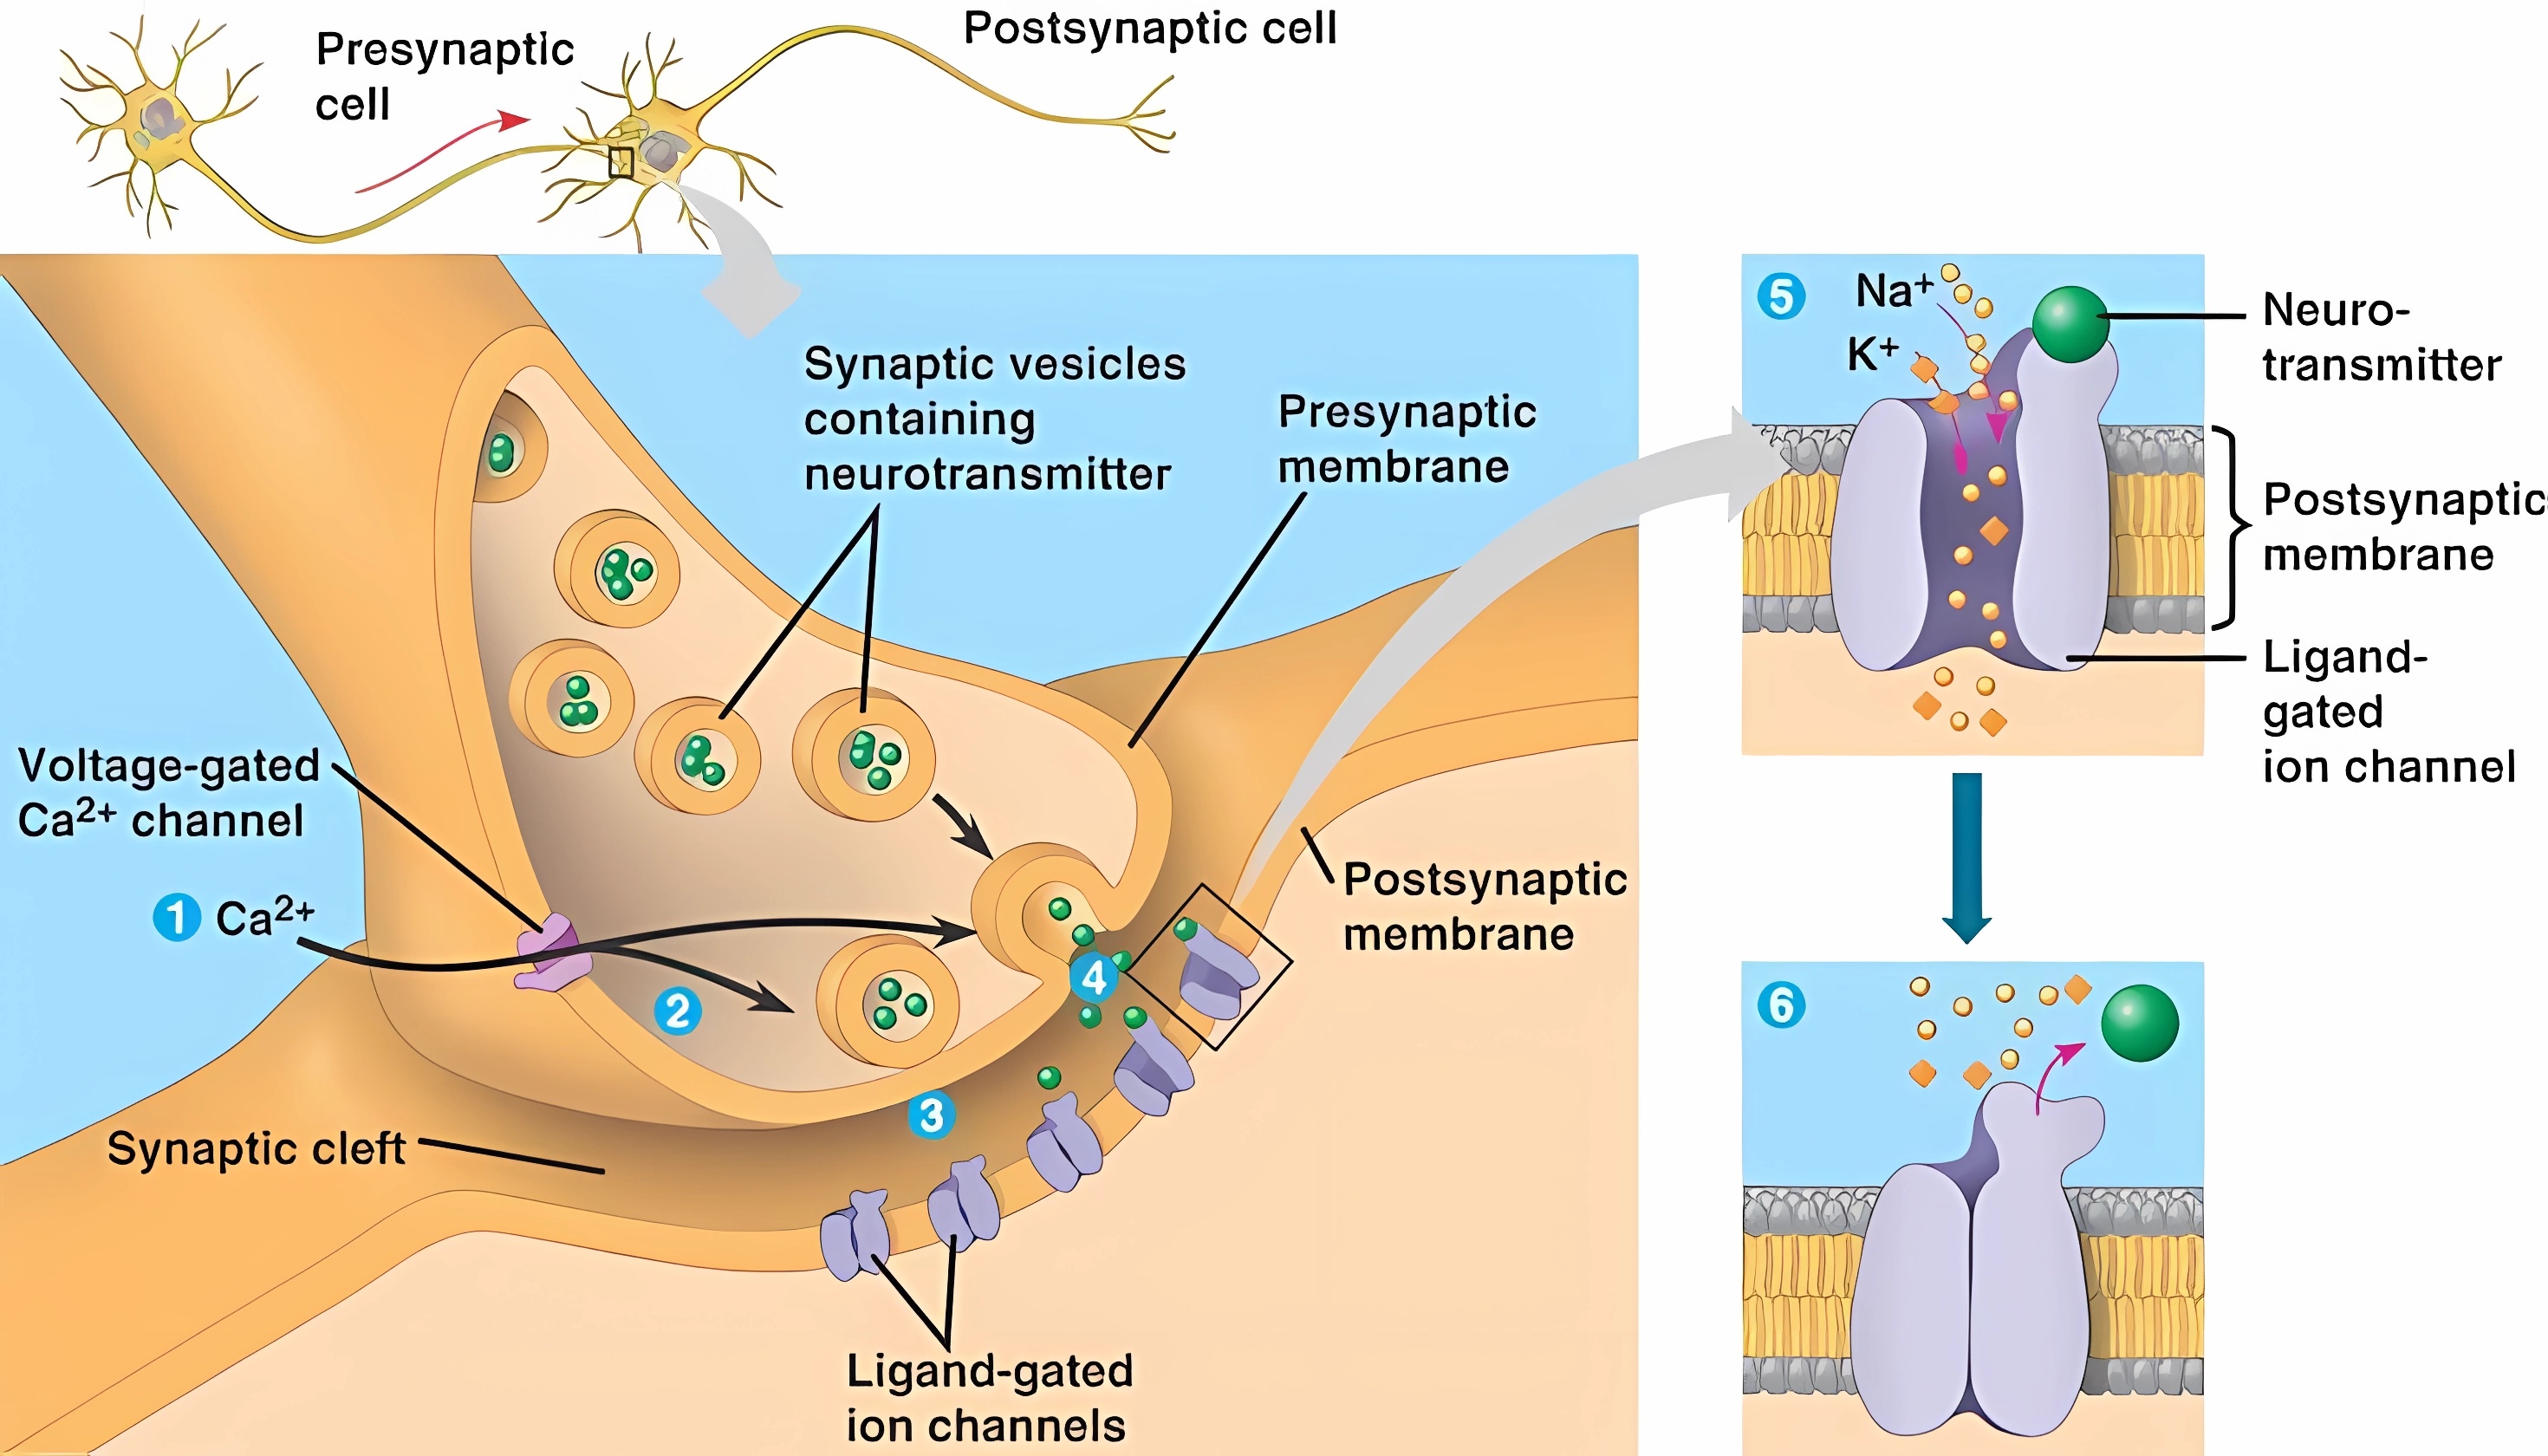 Presynaptic
cell
Postsynaptic cell
Synaptic vesicles
containing
neurotransmitter
Presynaptic
membrane
Voltage-gated
Ca²⁺ channel
1 Ca²⁺
2
3
4
Postsynaptic
membrane
Synaptic cleft
Ligand-gated
ion channels
5
Na⁺
K⁺
Neuro-
transmitter
Postsynaptic
membrane
Ligand-
gated
ion channel
6